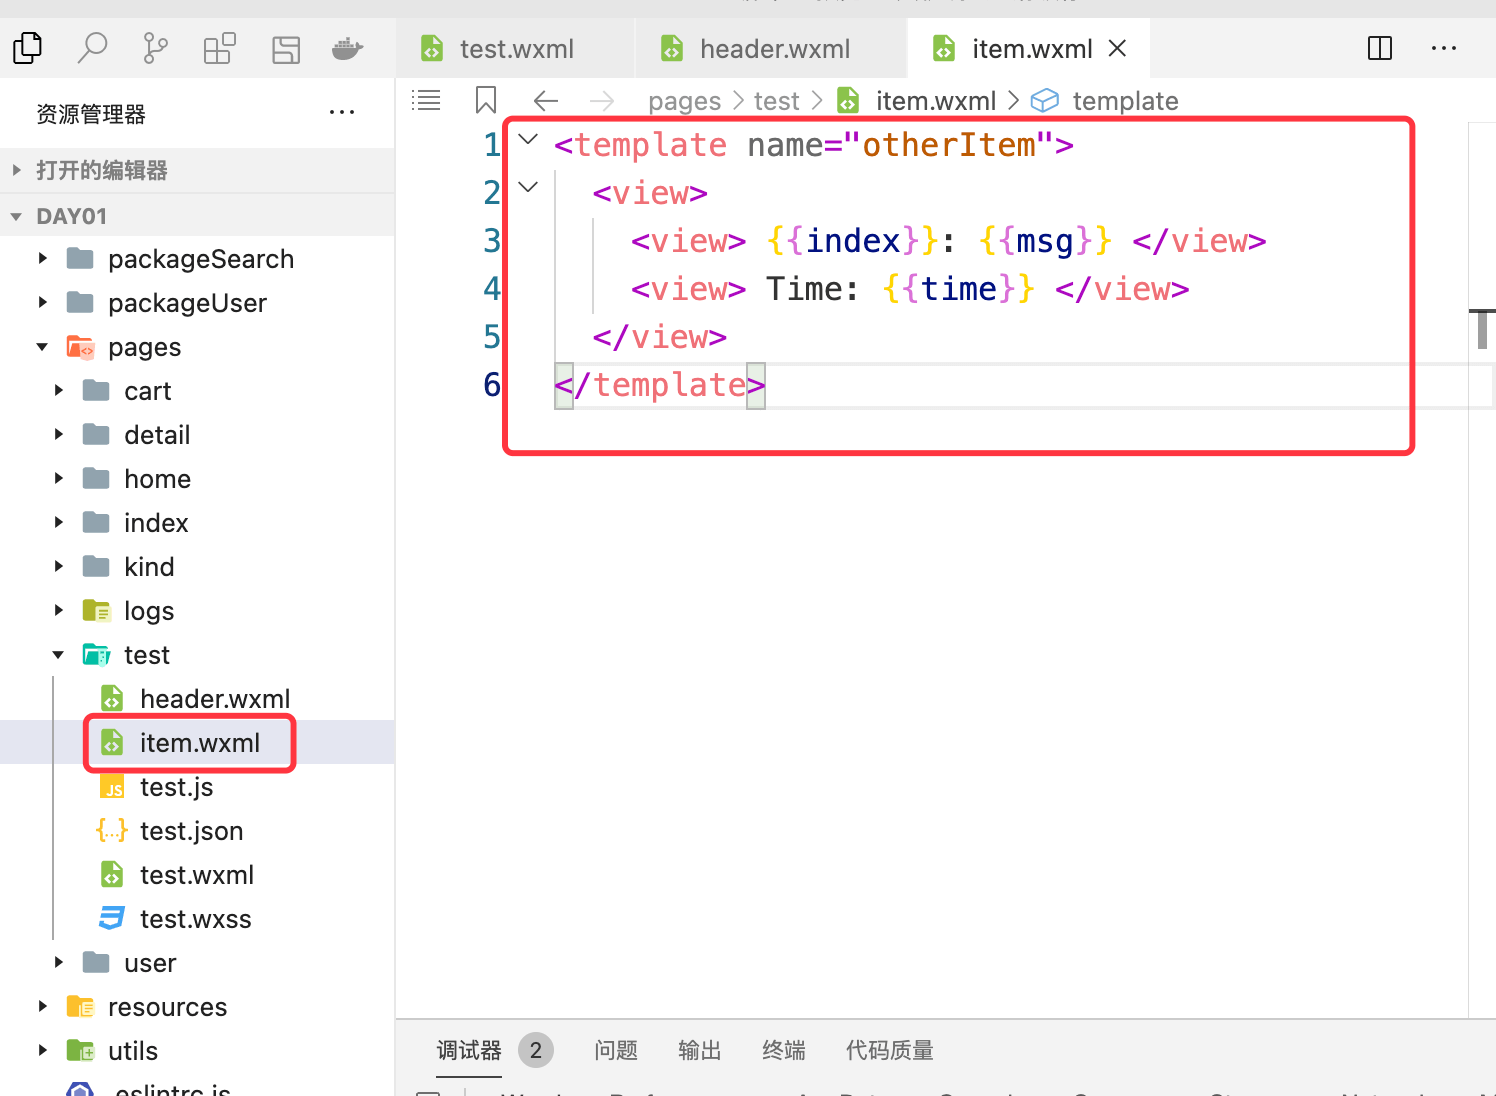 test.wxml
header.wxml
item.wxml
资源管理器
pages > test > item.wxml > template
打开的编辑器
DAY01
packageSearch
packageUser
pages
cart
detail
home
index
kind
logs
test
header.wxml
item.wxml
test.js
test.json
test.wxml
test.wxss
user
resources
utils
.eslintrc.js
1 <template name="otherItem">
2 <view>
3 <view> {{index}}: {{msg}} </view>
4 <view> Time: {{time}} </view>
5 </view>
6 </template>
调试器 2 问题 输出 终端 代码质量